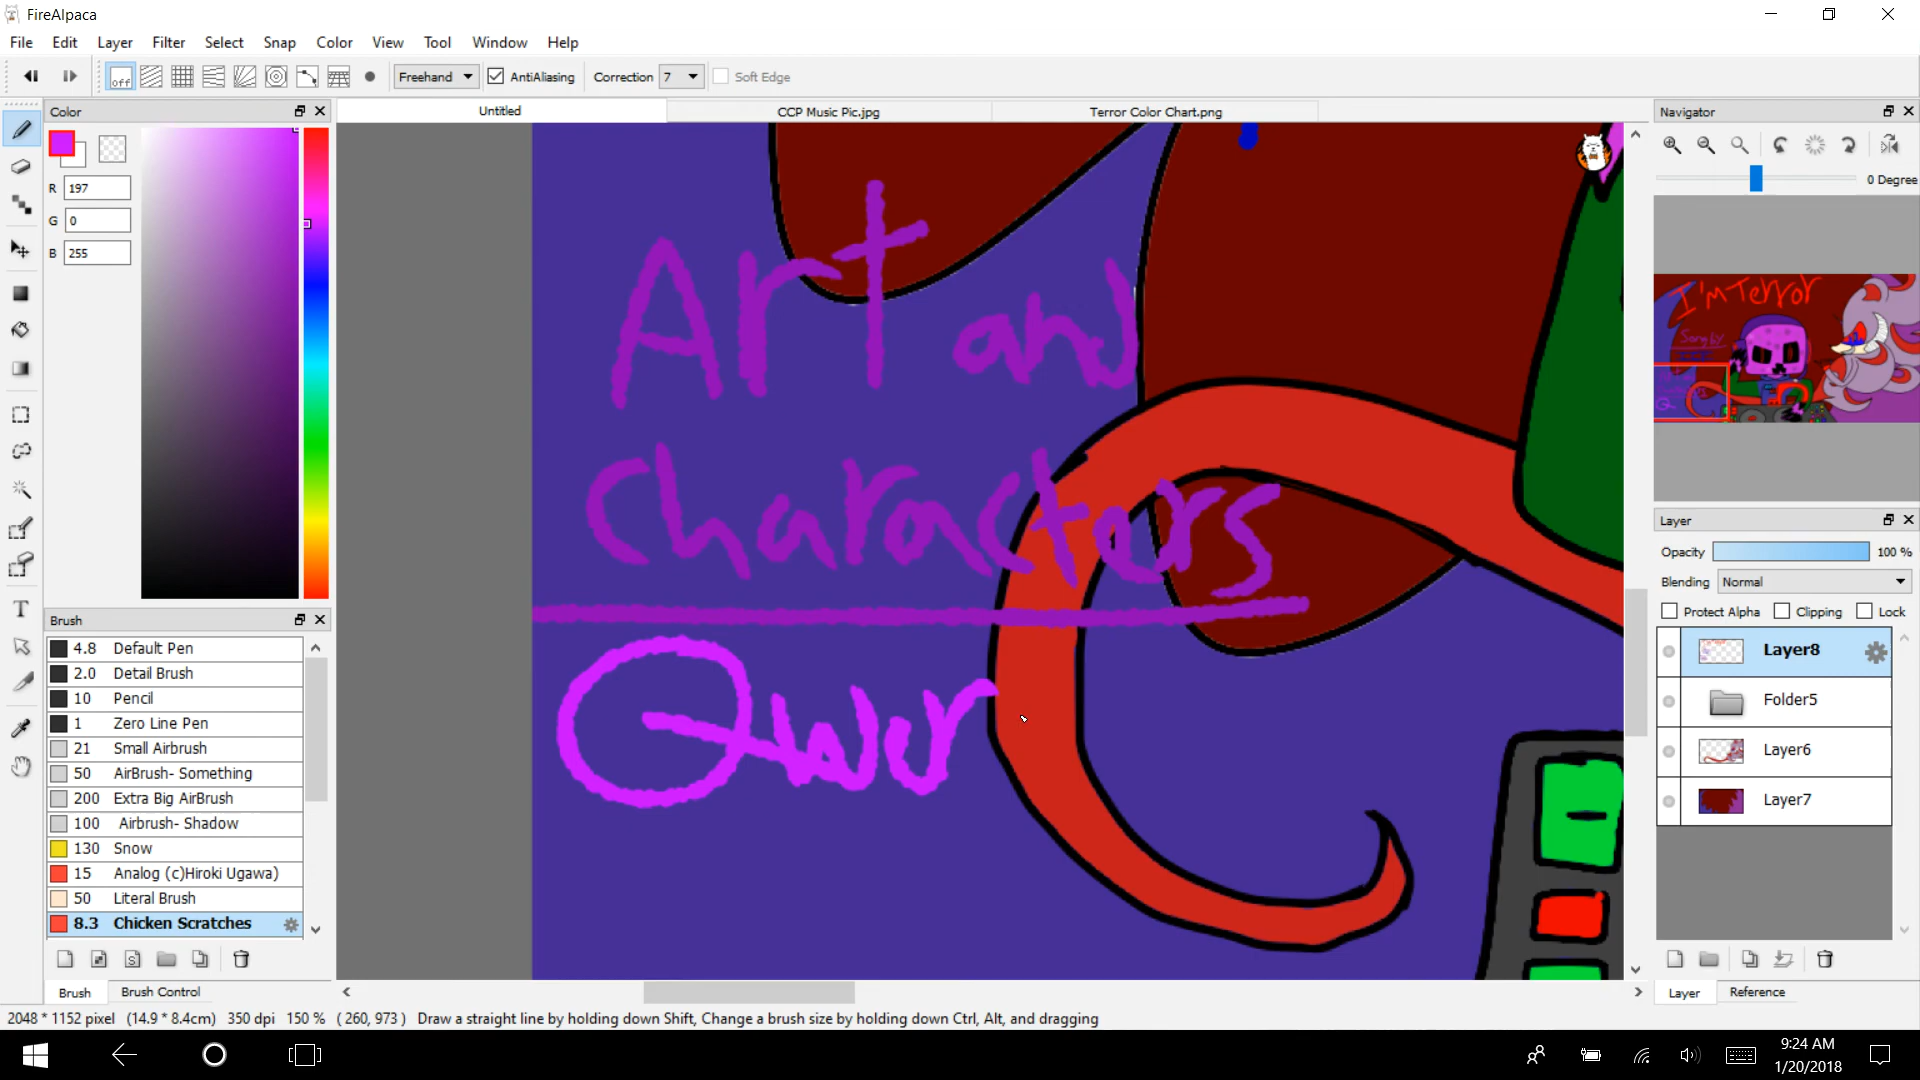 FireAlpaca
File Edit Layer Filter Select Snap Color View Tool Window Help
off Freehand AntiAliasing Correction 7 Soft Edge
Color
Untitled CCP Music Pic.jpg Terror Color Chart.png
Navigator
R 197
G 0
B 255
0 Degree
I'm Terror
Song by
Art and
Characters
Qwur
Layer
Opacity 100 %
Blending Normal
Protect Alpha Clipping Lock
Layer8
Folder5
Layer6
Layer7
Brush
4.8 Default Pen
2.0 Detail Brush
10 Pencil
1 Zero Line Pen
21 Small Airbrush
50 AirBrush- Something
200 Extra Big AirBrush
100 Airbrush- Shadow
130 Snow
15 Analog (c)Hiroki Ugawa)
50 Literal Brush
8.3 Chicken Scratches
Brush Brush Control
Layer Reference
2048 * 1152 pixel (14.9 * 8.4cm) 350 dpi 150 % ( 260, 973 ) Draw a straight line by holding down Shift, Change a brush size by holding down Ctrl, Alt, and dragging
9:24 AM
1/20/2018